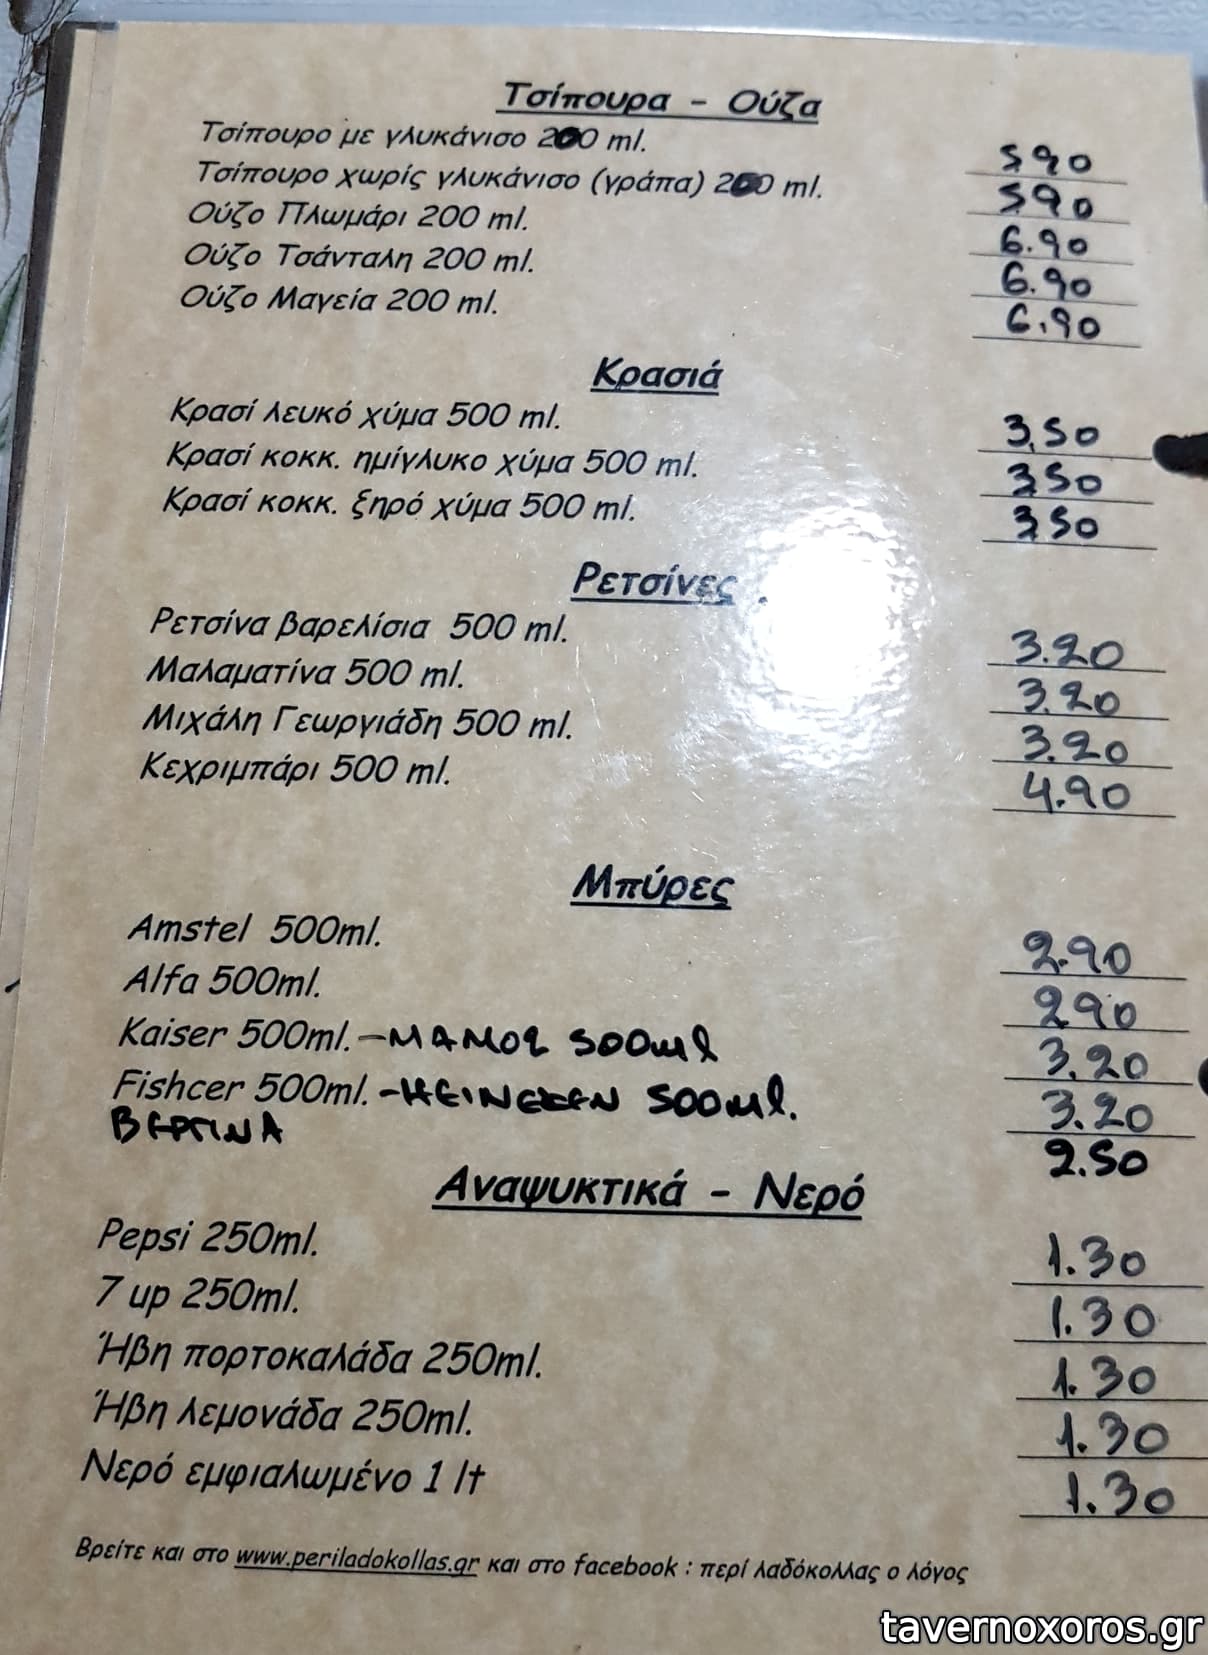 Τσίπουρα - Ούζα
Τσίπουρο με γλυκάνισο 200 ml. 5.90
Τσίπουρο χωρίς γλυκάνισο (γράπα) 200 ml. 5.90
Ούζο Πλωμάρι 200 ml. 6.90
Ούζο Τσάνταλη 200 ml. 6.90
Ούζο Μαγεία 200 ml. 6.90
Κρασιά
Κρασί λευκό χύμα 500 ml. 3.50
Κρασί κοκκ. ημίγλυκο χύμα 500 ml. 3.50
Κρασί κοκκ. ξηρό χύμα 500 ml. 3.50
Ρετσίνες
Ρετσίνα βαρελίσια 500 ml. 3.20
Μαλαματίνα 500 ml. 3.20
Μιχάλη Γεωργιάδη 500 ml. 3.20
Κεχριμπάρι 500 ml. 4.90
Μπύρες
Amstel 500ml. 2.90
Alfa 500ml. 2.90
Kaiser 500ml. - ΜΑΜΟΣ 500ml 3.20
Fishcer 500ml. - ΗΕΙΝΕΚΕΝ 500ml. 3.20
ΒΕΡΓΙΝΑ 2.50
Αναψυκτικά - Νερό
Pepsi 250ml. 1.30
7 up 250ml. 1.30
Ήβη πορτοκαλάδα 250ml. 1.30
Ήβη λεμονάδα 250ml. 1.30
Νερό εμφιαλωμένο 1 lt 1.30
Βρείτε και στο www.periladokollas.gr και στο facebook : περί λαδόκολλας ο λόγος
tavernoxoros.gr